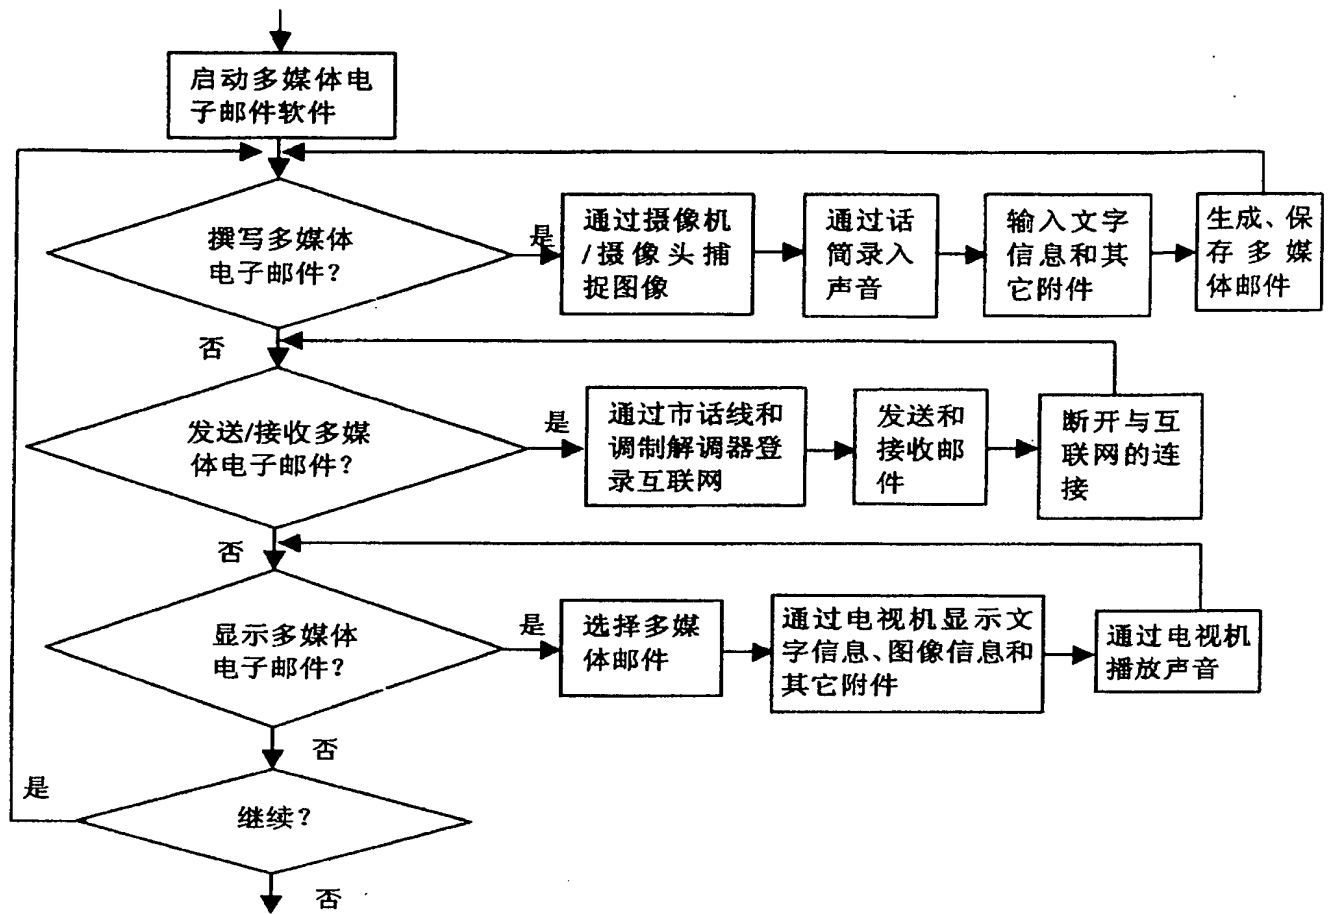 启动多媒体电
子邮件软件
撰写多媒体
电子邮件？
是
通过摄像机
/摄像头捕
捉图像
通过话
筒录入
声音
输入文字
信息和其
它附件
生成、保
存多媒
体邮件
否
发送/接收多媒
体电子邮件？
是
通过市话线和
调制解调器登
录互联网
发送和
接收邮
件
断开与互
联网的连
接
否
显示多媒体
电子邮件？
是
选择多媒
体邮件
通过电视机显示文
字信息、图像信息和
其它附件
通过电视机
播放声音
否
是
继续？
否